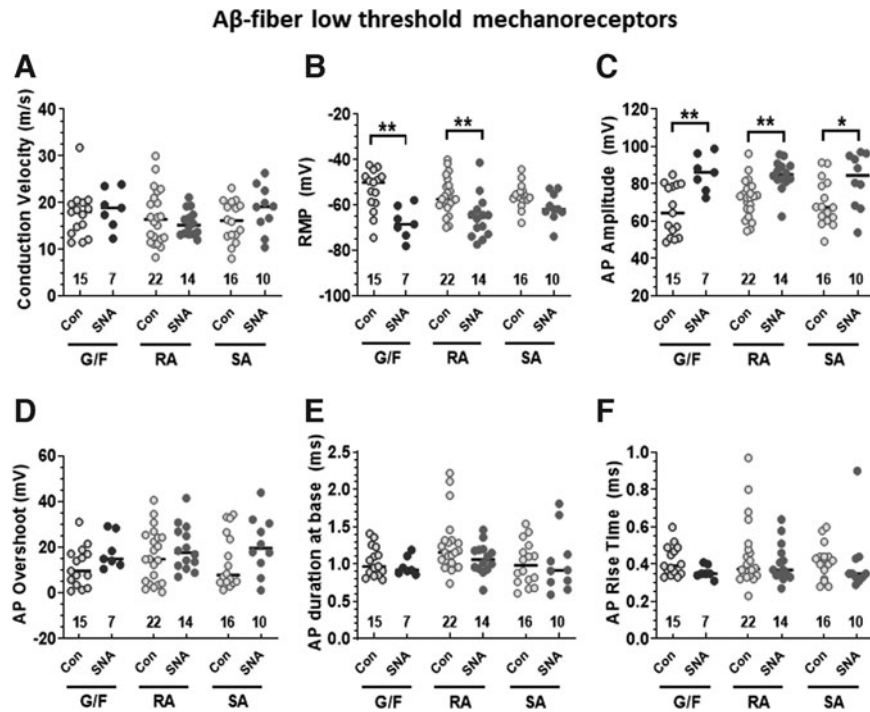 Aβ-fiber low threshold mechanoreceptors
A
Conduction Velocity (m/s)
40
30
20
10
0
15 7 22 14 16 10
Con SNA Con SNA Con SNA
G/F RA SA
B
RMP (mV)
-20
-40
-60
-80
-100
** **
15 7 22 14 16 10
Con SNA Con SNA Con SNA
G/F RA SA
C
AP Amplitude (mV)
120
100
80
60
40
20
** ** *
15 7 22 14 16 10
Con SNA Con SNA Con SNA
G/F RA SA
D
AP Overshoot (mV)
60
40
20
0
-20
15 7 22 14 16 10
Con SNA Con SNA Con SNA
G/F RA SA
E
AP duration at base (ms)
2.5
2.0
1.5
1.0
0.5
0.0
15 7 22 14 16 10
Con SNA Con SNA Con SNA
G/F RA SA
F
AP Rise Time (ms)
1.0
0.8
0.6
0.4
0.2
0.0
15 7 22 14 16 10
Con SNA Con SNA Con SNA
G/F RA SA